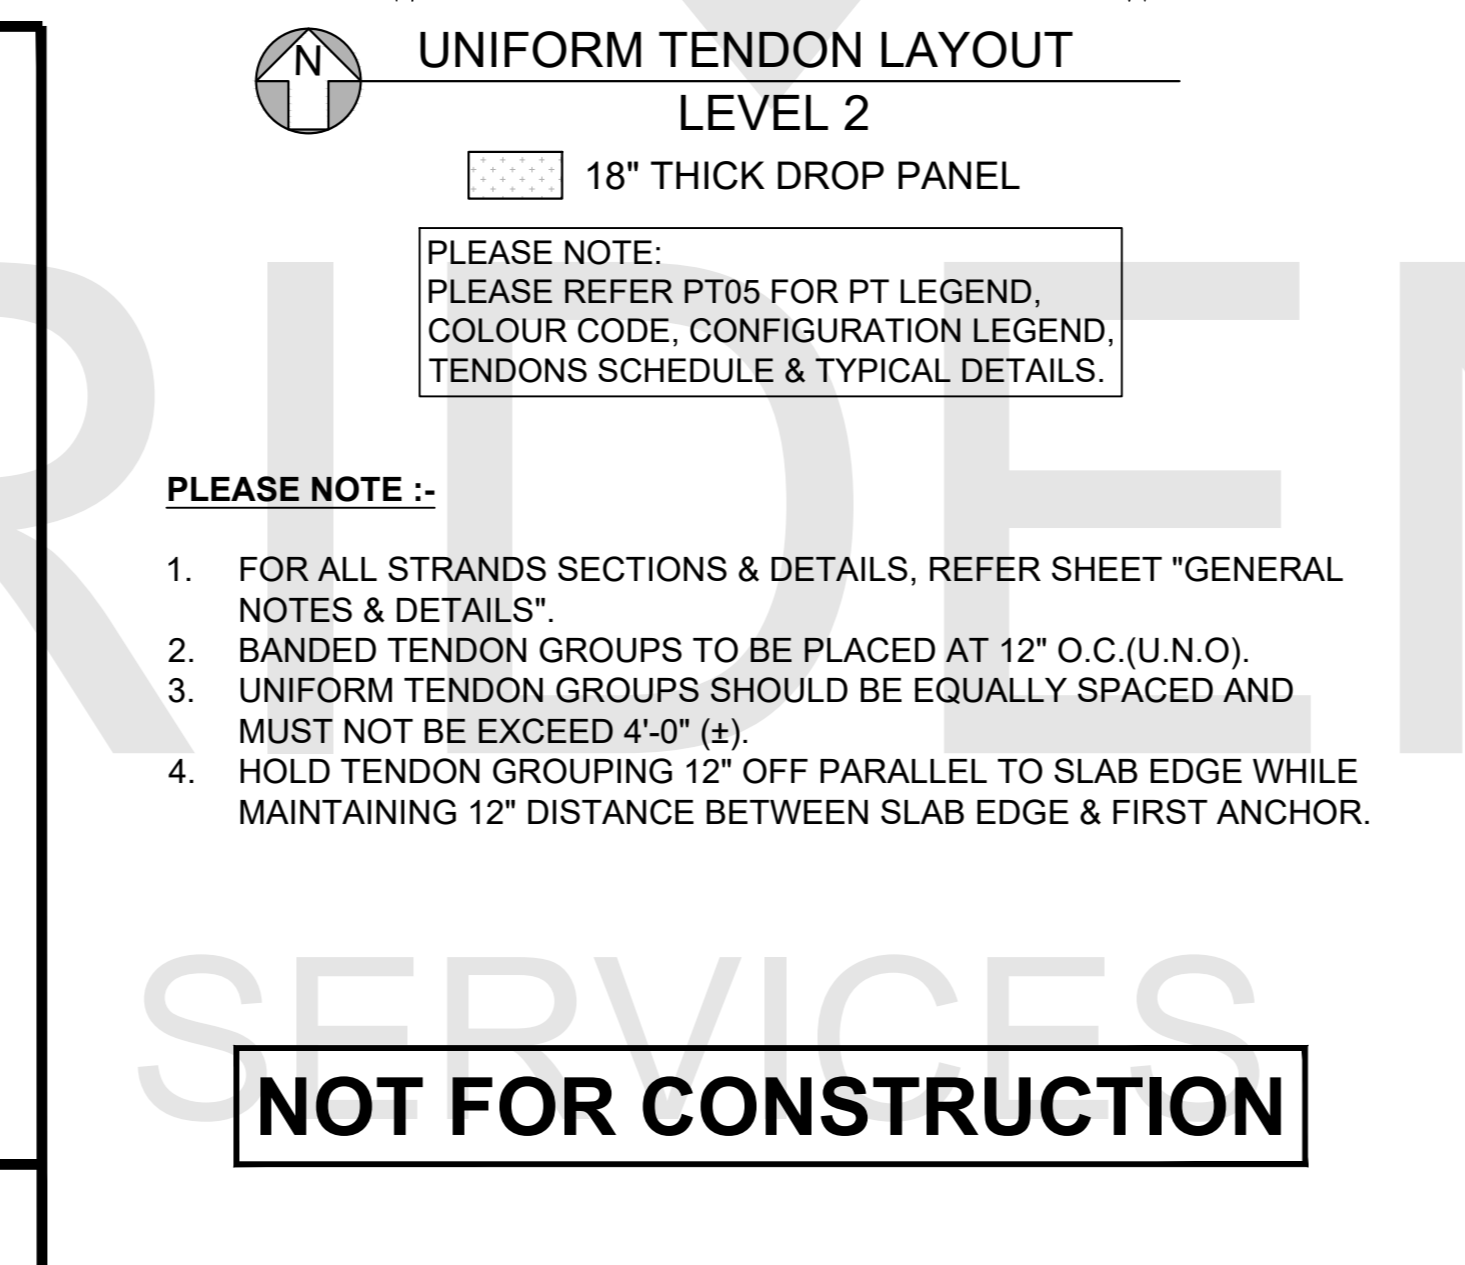 N
UNIFORM TENDON LAYOUT
LEVEL 2
18" THICK DROP PANEL
PLEASE NOTE:
PLEASE REFER PT05 FOR PT LEGEND,
COLOUR CODE, CONFIGURATION LEGEND,
TENDONS SCHEDULE & TYPICAL DETAILS.
PLEASE NOTE :-
1. FOR ALL STRANDS SECTIONS & DETAILS, REFER SHEET "GENERAL
NOTES & DETAILS".
2. BANDED TENDON GROUPS TO BE PLACED AT 12" O.C.(U.N.O).
3. UNIFORM TENDON GROUPS SHOULD BE EQUALLY SPACED AND
MUST NOT BE EXCEED 4'-0" (±).
4. HOLD TENDON GROUPING 12" OFF PARALLEL TO SLAB EDGE WHILE
MAINTAINING 12" DISTANCE BETWEEN SLAB EDGE & FIRST ANCHOR.
SERVICES
NOT FOR CONSTRUCTION